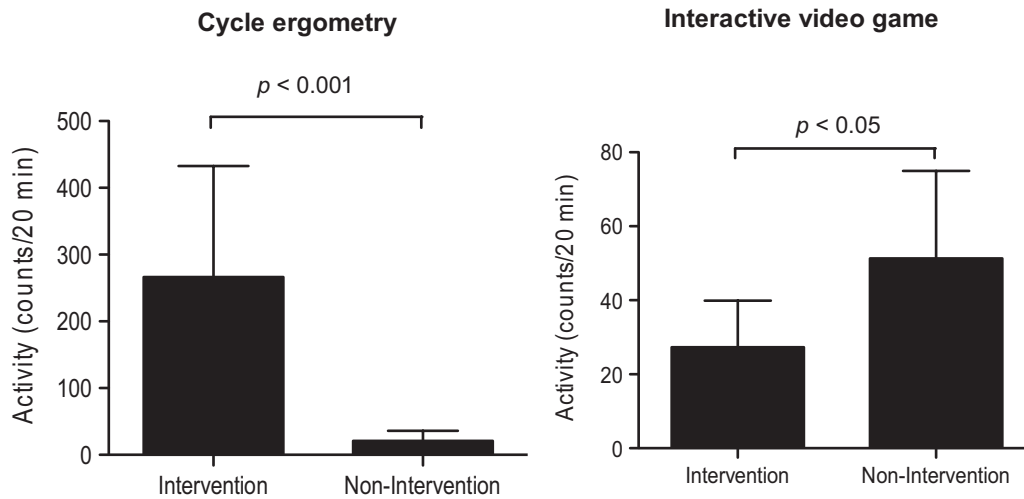 Cycle ergometry
p < 0.001
500
400
300
200
100
0
Activity (counts/20 min)
Intervention
Non-Intervention
Interactive video game
p < 0.05
80
60
40
20
0
Activity (counts/20 min)
Intervention
Non-Intervention